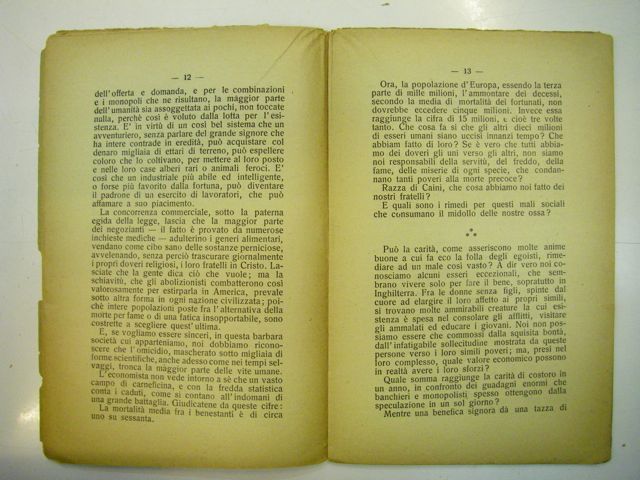 — 12 —
dell'offerta e domanda, e per le combinazioni
e i monopoli che ne risultano, la maggior parte
dell'umanità sia assoggettata ai pochi, non toccate
nulla, perchè così è voluto dalla lotta per l'esi-
stenza. E' in virtù di un così bel sistema che un
avventuriero, senza parlare del grande signore che
ha intere contrade in eredità, può acquistare col
denaro migliaia di ettari di terreno, può espellere
coloro che lo coltivano, per mettere al loro posto
e nelle loro case alberi rari o animali feroci. E'
così che un industriale più abile ed intelligente,
o forse più favorito dalla fortuna, può diventare
il padrone di un esercito di lavoratori, che può
affamare a suo piacimento.
La concorrenza commerciale, sotto la paterna
egida della legge, lascia che la maggior parte
dei negozianti — il fatto è provato da numerose
inchieste mediche — adulterino i generi alimentari,
vendano come cibo sano delle sostanze perniciose,
avvelenando, senza perciò trascurare giornalmente
i propri doveri religiosi, i loro fratelli in Cristo. La-
sciate che la gente dica ciò che vuole; ma la
schiavitù, che gli abolizionisti combatterono così
valorosamente per estirparla in America, prevale
sotto altra forma in ogni nazione civilizzata; poi-
chè intere popolazioni poste fra l'alternativa della
morte per fame o di una fatica insopportabile, sono
costrette a scegliere quest'ultima.
E, se vogliamo essere sinceri, in questa barbara
società cui apparteniamo, noi dobbiamo ricono-
scere che l'omicidio, mascherato sotto migliaia di
forme scientifiche, anche adesso come nei tempi sel-
vaggi, tronca la maggior parte delle vite umane.
L'economista non vede intorno a sè che un vasto
campo di carneficina, e con la fredda statistica
conta i caduti, come si contano all'indomani di
una grande battaglia. Giudicatene da queste cifre:
La mortalità media fra i benestanti è di circa
uno su sessanta.
— 13 —
Ora, la popolazione d'Europa, essendo la terza
parte di mille milioni, l'ammontare dei decessi,
secondo la media di mortalità dei fortunati, non
dovrebbe eccedere cinque milioni. Invece essa
raggiunge la cifra di 15 milioni, cioè tre volte
tanto. Che cosa fa sì che gli altri dieci milioni
di esseri umani siano uccisi innanzi tempo? Che
abbiam fatto di loro? Se è vero che tutti abbia-
mo dei doveri gli uni verso gli altri, non siamo
noi responsabili della servitù, del freddo, della
fame, delle miserie di ogni specie, che condan-
nano tanti poveri alla morte precoce?
Razza di Caini, che cosa abbiamo noi fatto dei
nostri fratelli?
E quali sono i rimedi per questi mali sociali
che consumano il midollo delle nostre ossa?
⁂
Può la carità, come asseriscono molte anime
buone a cui fa eco la folla degli egoisti, rime-
diare ad un male così vasto? A dir vero noi co-
nosciamo alcuni esseri eccezionali, che sem-
brano vivere solo per fare il bene, sopratutto in
Inghilterra. Fra le donne senza figli, spinte dal
cuore ad elargire il loro affetto ai propri simili,
si trovano molte ammirabili creature la cui esi-
stenza è spesa nel consolare gli afflitti, visitare
gli ammalati ed educare i giovani. Noi non pos-
siamo essere che commossi dalla squisita bontà,
dall'infatigabile sollecitudine mostrata da queste
persone verso i loro simili poveri; ma, presi nel
loro complesso, quale valore economico possono
in realtà avere i loro sforzi?
Quale somma raggiunge la carità di costoro in
un anno, in confronto dei guadagni enormi che
banchieri e monopolisti spesso ottengono dalla
speculazione in un sol giorno?
Mentre una benefica signora dà una tazza di